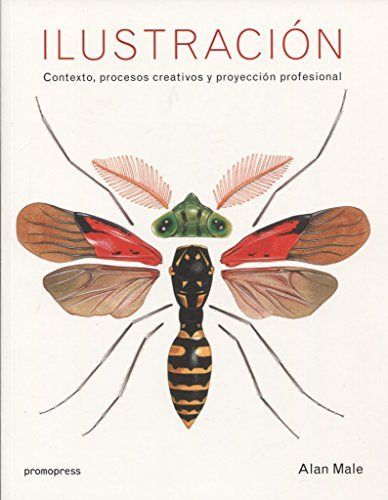 ILUSTRACIÓN
Contexto, procesos creativos y proyección profesional
promopress
Alan Male